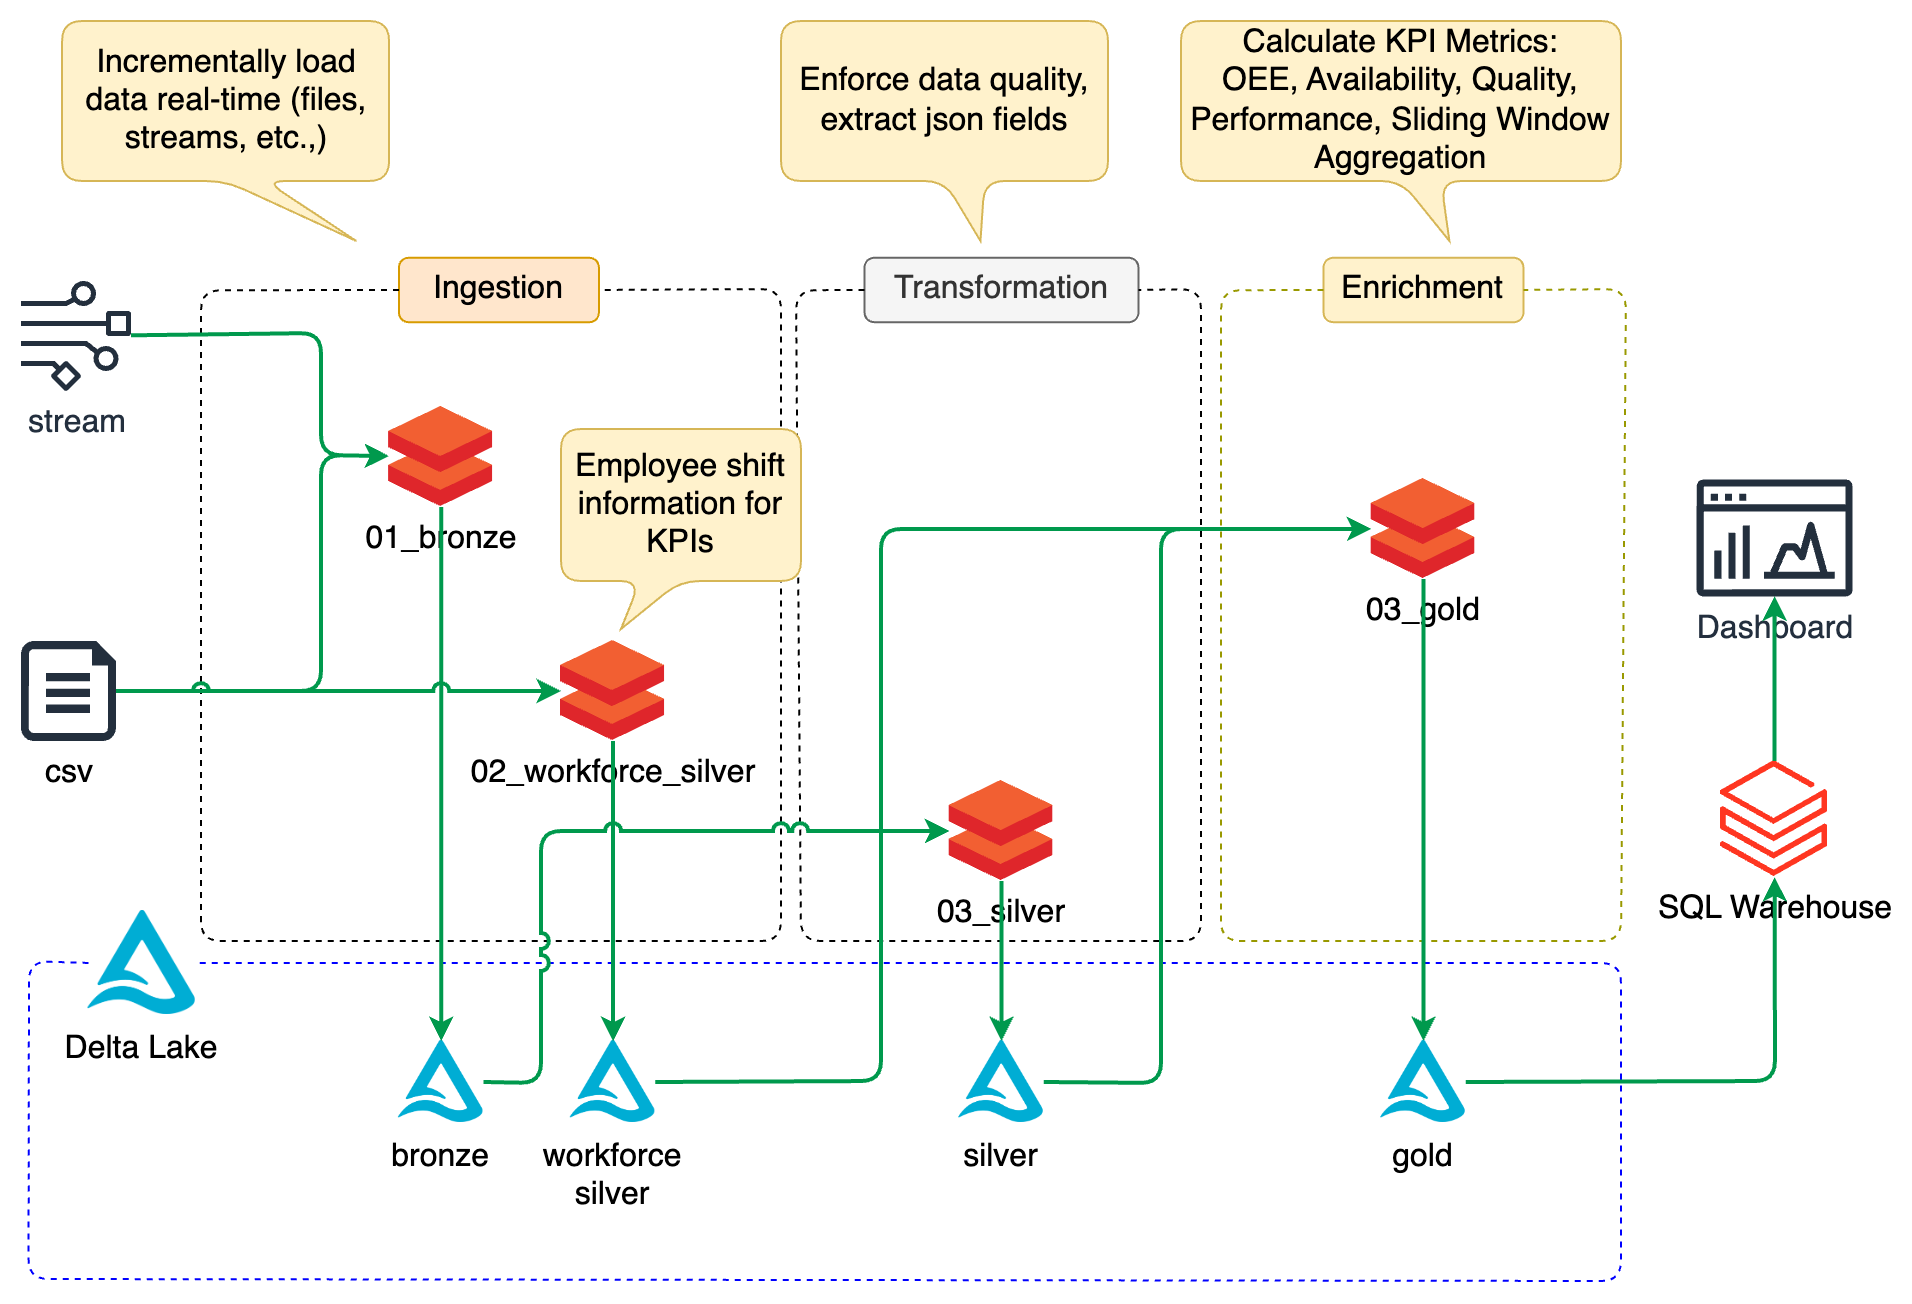 Incrementally load
data real-time (files,
streams, etc.,)
Enforce data quality,
extract json fields
Calculate KPI Metrics:
OEE, Availability, Quality,
Performance, Sliding Window
Aggregation
Ingestion
Transformation
Enrichment
stream
01_bronze
Employee shift
information for
KPIs
03_gold
Dashboard
csv
02_workforce_silver
03_silver
SQL Warehouse
Delta Lake
bronze
workforce
silver
silver
gold